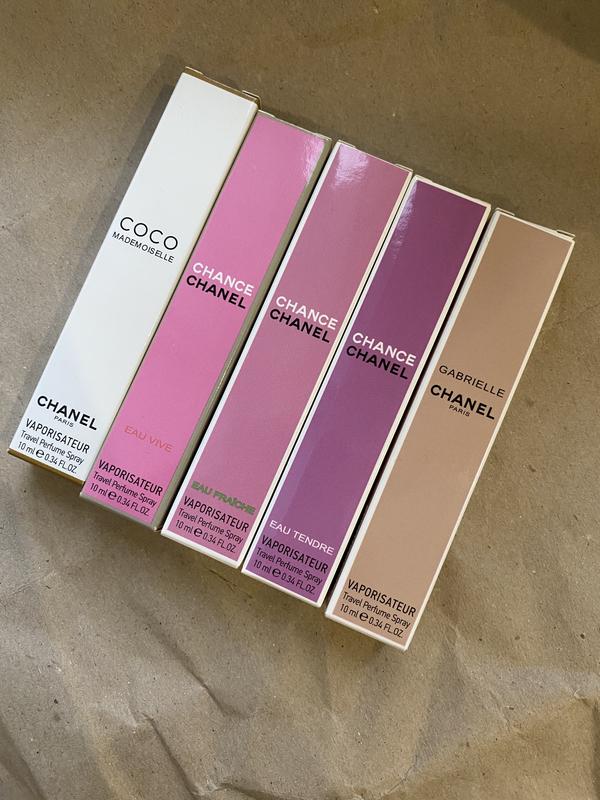 COCO
MADEMOISELLE
CHANEL
PARIS
VAPORISATEUR
Travel Perfume Spray
10 ml e 0.34 FL.OZ.
CHANCE
CHANEL
EAU VIVE
VAPORISATEUR
Travel Perfume Spray
10 ml e 0.34 FL.OZ.
CHANCE
CHANEL
EAU FRAÎCHE
VAPORISATEUR
Travel Perfume Spray
10 ml e 0.34 FL.OZ.
CHANCE
CHANEL
EAU TENDRE
VAPORISATEUR
Travel Perfume Spray
10 ml e 0.34 FL.OZ.
GABRIELLE
CHANEL
PARIS
VAPORISATEUR
Travel Perfume Spray
10 ml e 0.34 FL.OZ.